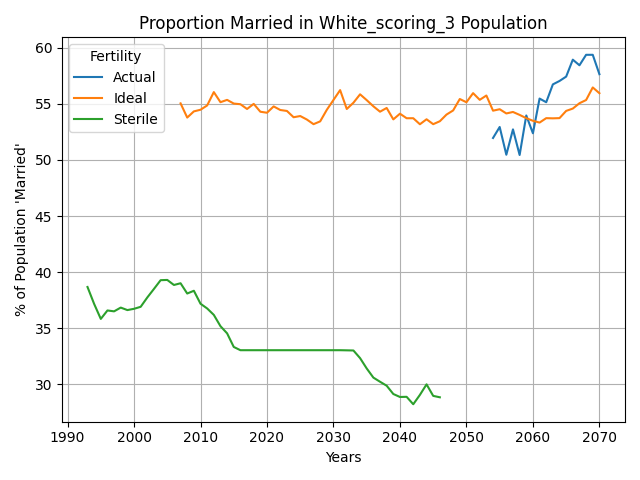 Proportion Married in White_scoring_3 Population
60
55
50
45
40
35
30
% of Population 'Married'
Fertility
Actual
Ideal
Sterile
1990 2000 2010 2020 2030 2040 2050 2060 2070
Years